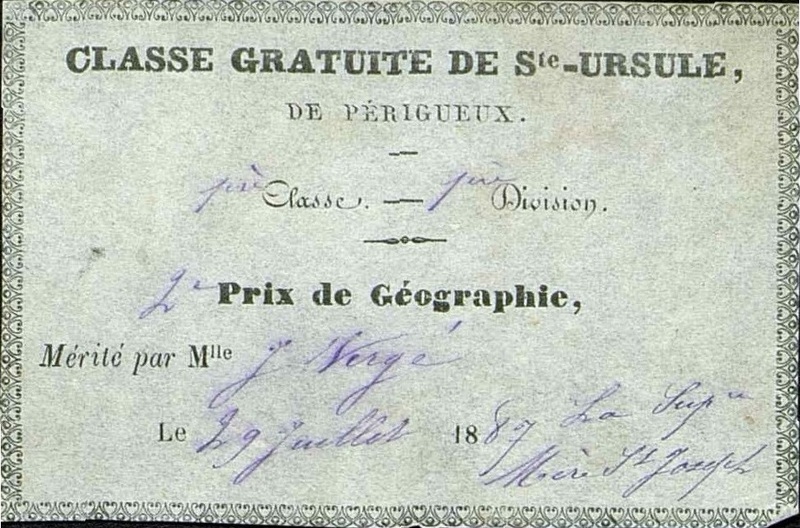 CLASSE GRATUITE DE Ste-URSULE,
DE PÉRIGUEUX.
1ère Classe. — 1ère Division.
2e Prix de Géographie,
Mérité par Mlle J Vergé
Le 29 Juillet 1887 La Supre
Mère St Joseph